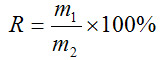 R = m₁/m₂ ×100%